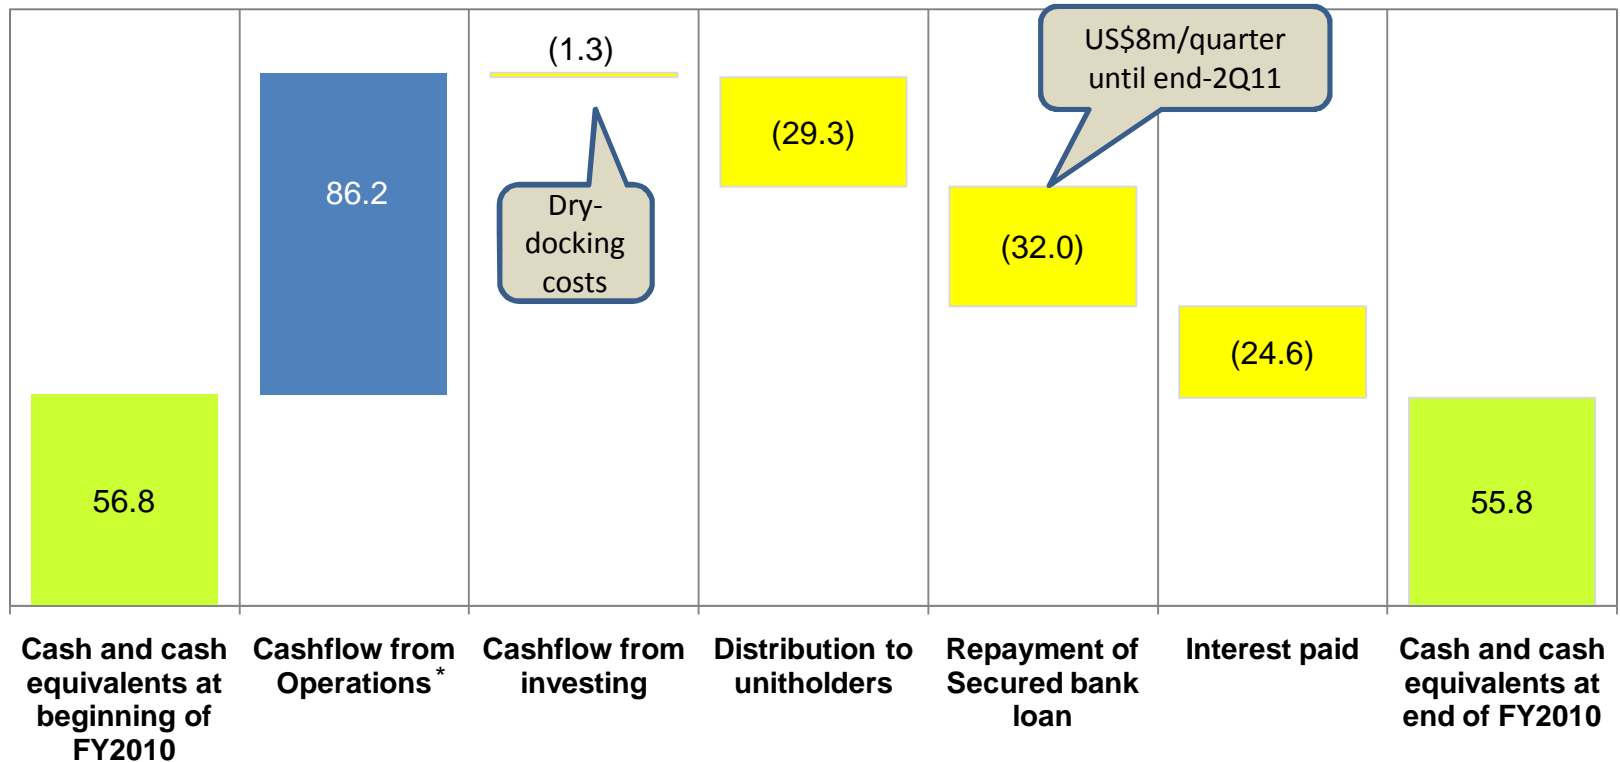 (1.3)
US$8m/quarter
until end-2Q11
(29.3)
86.2
Dry-
docking
costs
(32.0)
(24.6)
56.8
55.8
Cash and cash
equivalents at
beginning of
FY2010
Cashflow from
Operations *
Cashflow from
investing
Distribution to
unitholders
Repayment of
Secured bank
loan
Interest paid
Cash and cash
equivalents at
end of FY2010